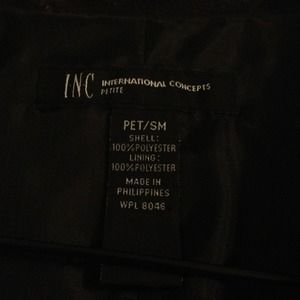 INC INTERNATIONAL CONCEPTS
PETITE
PET/SM
SHELL:
100%POLYESTER
LINING:
100%POLYESTER
MADE IN
PHILIPPINES
WPL 8046